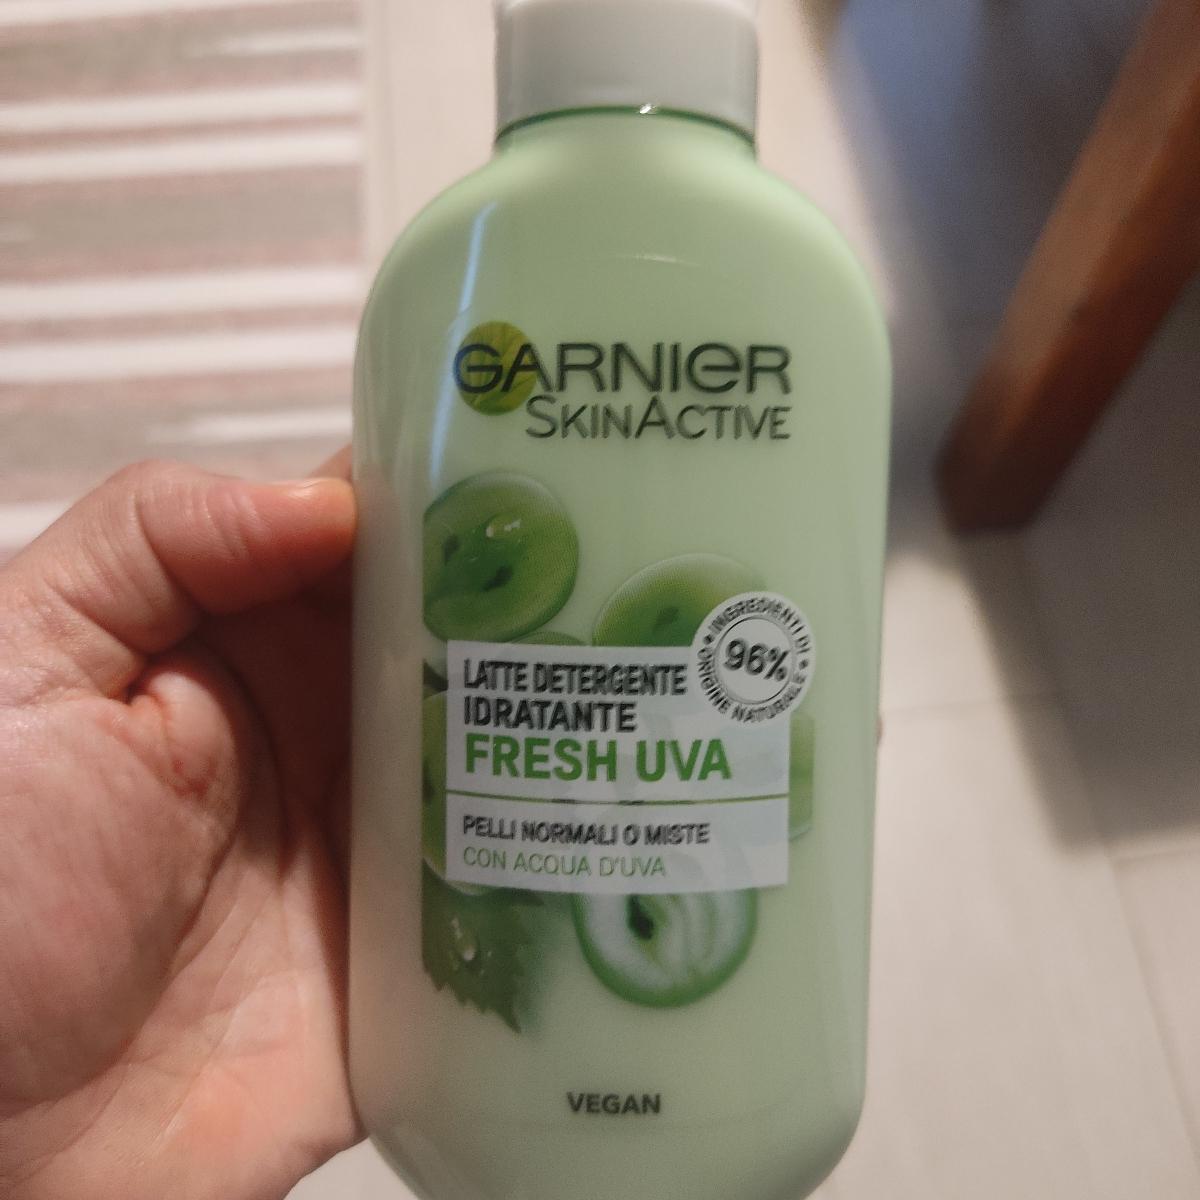 GARNIER
SKINACTIVE
LATTE DETERGENTE
IDRATANTE
FRESH UVA
INGREDIENTI DI
96%
ORIGINE NATURALE
PELLI NORMALI O MISTE
CON ACQUA D'UVA
VEGAN